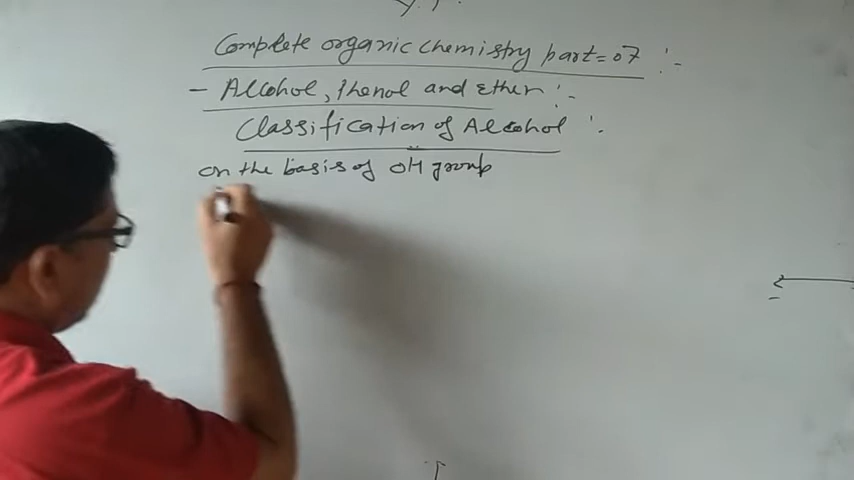 Complete organic chemistry part=07 :-
- Alcohol, Phenol and Ether :-
Classification of Alcohol :
on the basis of OH group